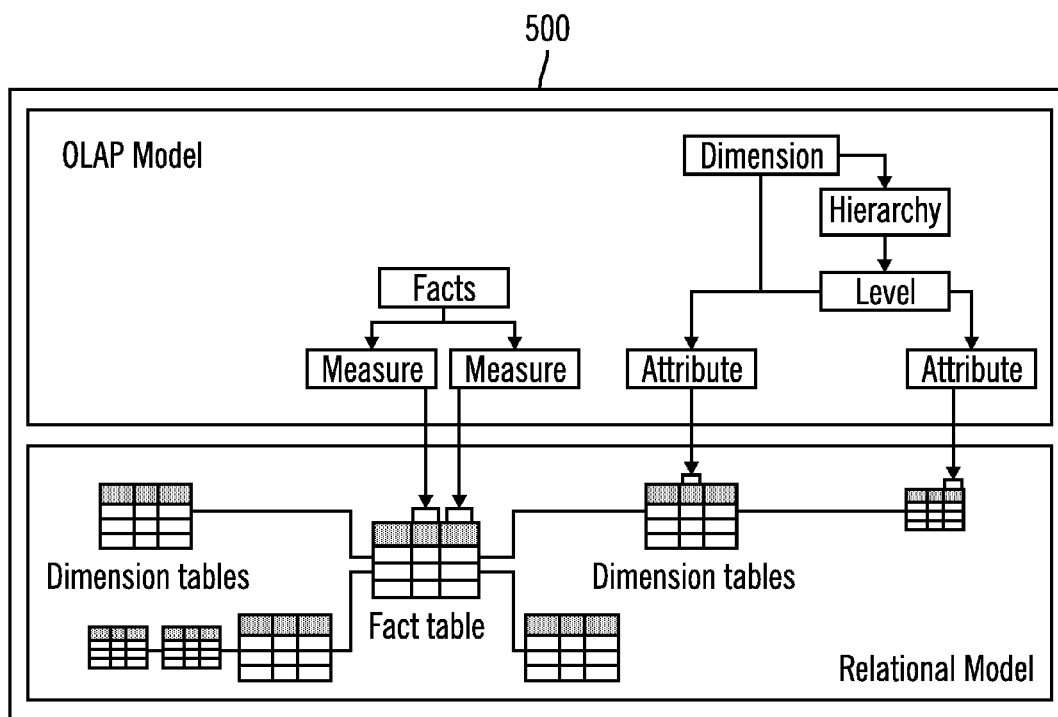 500
OLAP Model
Dimension
Hierarchy
Level
Facts
Measure
Measure
Attribute
Attribute
Dimension tables
Fact table
Dimension tables
Relational Model